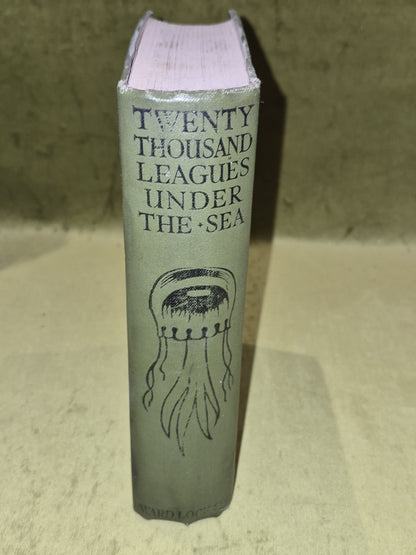 TWENTY
THOUSAND
LEAGUES
UNDER
THE • SEA
WARD LOCK